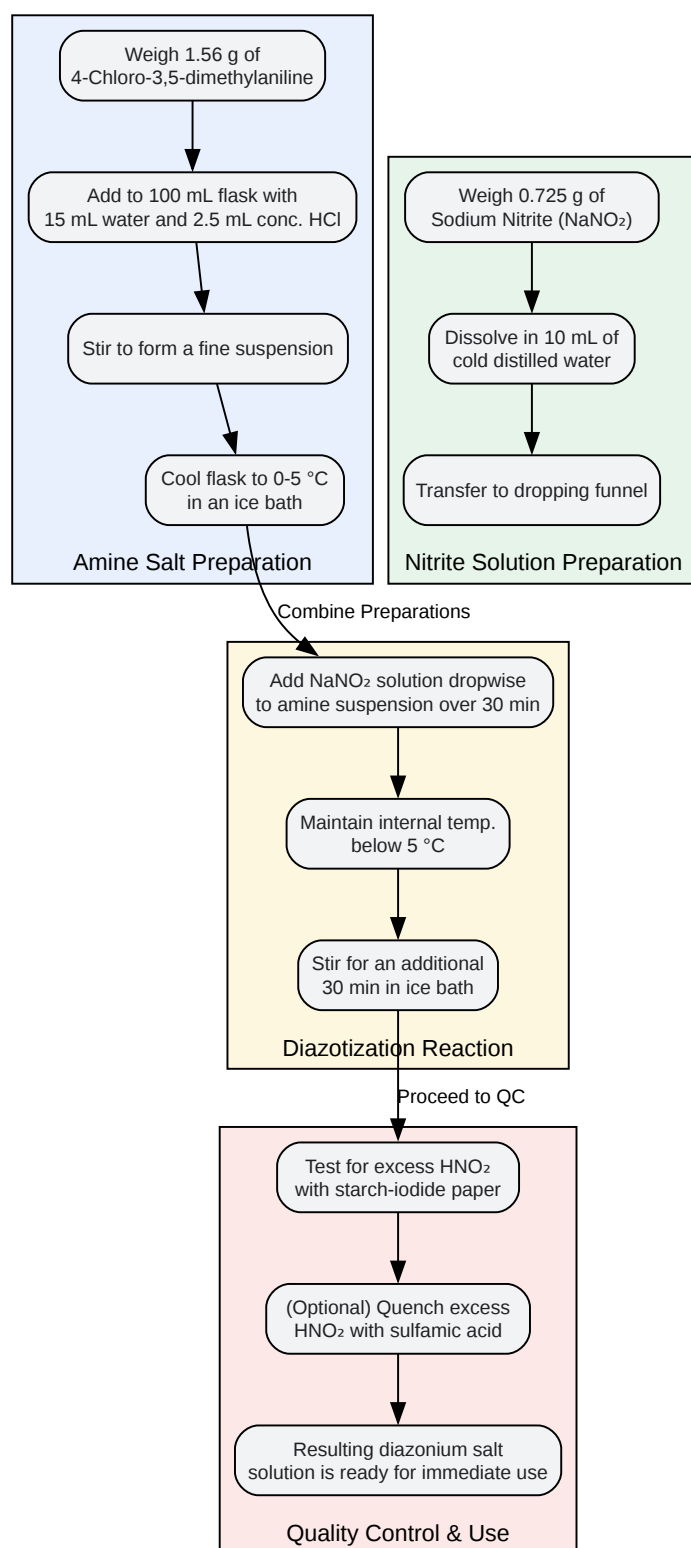 Weigh 1.56 g of
4-Chloro-3,5-dimethylaniline
Add to 100 mL flask with
15 mL water and 2.5 mL conc. HCl
Stir to form a fine suspension
Cool flask to 0-5 °C
in an ice bath
Amine Salt Preparation
Weigh 0.725 g of
Sodium Nitrite (NaNO₂)
Dissolve in 10 mL of
cold distilled water
Transfer to dropping funnel
Nitrite Solution Preparation
Combine Preparations
Add NaNO₂ solution dropwise
to amine suspension over 30 min
Maintain internal temp.
below 5 °C
Stir for an additional
30 min in ice bath
Diazotization Reaction
Proceed to QC
Test for excess HNO₂
with starch-iodide paper
(Optional) Quench excess
HNO₂ with sulfamic acid
Resulting diazonium salt
solution is ready for immediate use
Quality Control & Use